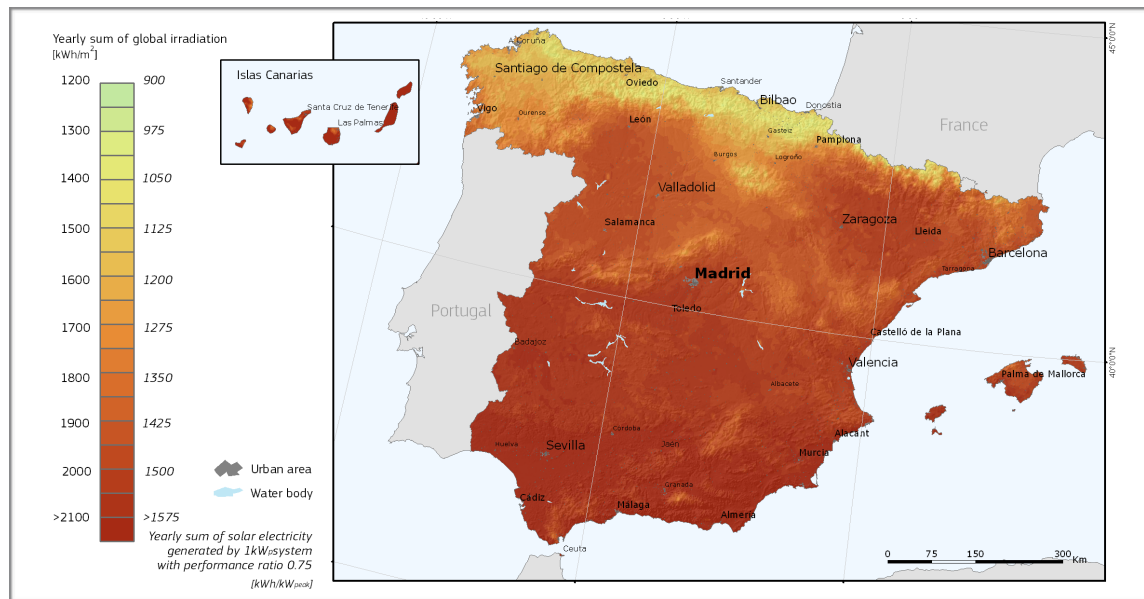 Yearly sum of global irradiation
[kWh/m²]
1200 900
1300 975
1400 1050
1500 1125
1600 1200
1700 1275
1800 1350
1900 1425
2000 1500
>2100 >1575
Yearly sum of solar electricity
generated by 1kWp system
with performance ratio 0.75
[kWh/kWpeak]
Urban area
Water body
Islas Canarias
Santa Cruz de Tenerife
Las Palmas
A Coruña
Santiago de Compostela
Oviedo
Santander
Bilbao
Donostia
Vigo
Ourense
León
Gasteiz
Pamplona
Burgos
Logroño
France
Valladolid
Zaragoza
Salamanca
Lleida
Barcelona
Tarragona
Madrid
Portugal
Toledo
Castelló de la Plana
Badajoz
Valencia
Albacete
Palma de Mallorca
Cordoba
Alacant
Huelva
Sevilla
Jaén
Murcia
Granada
Cádiz
Málaga
Almería
Ceuta
45°0'N
40°0'N
0 75 150 300 Km